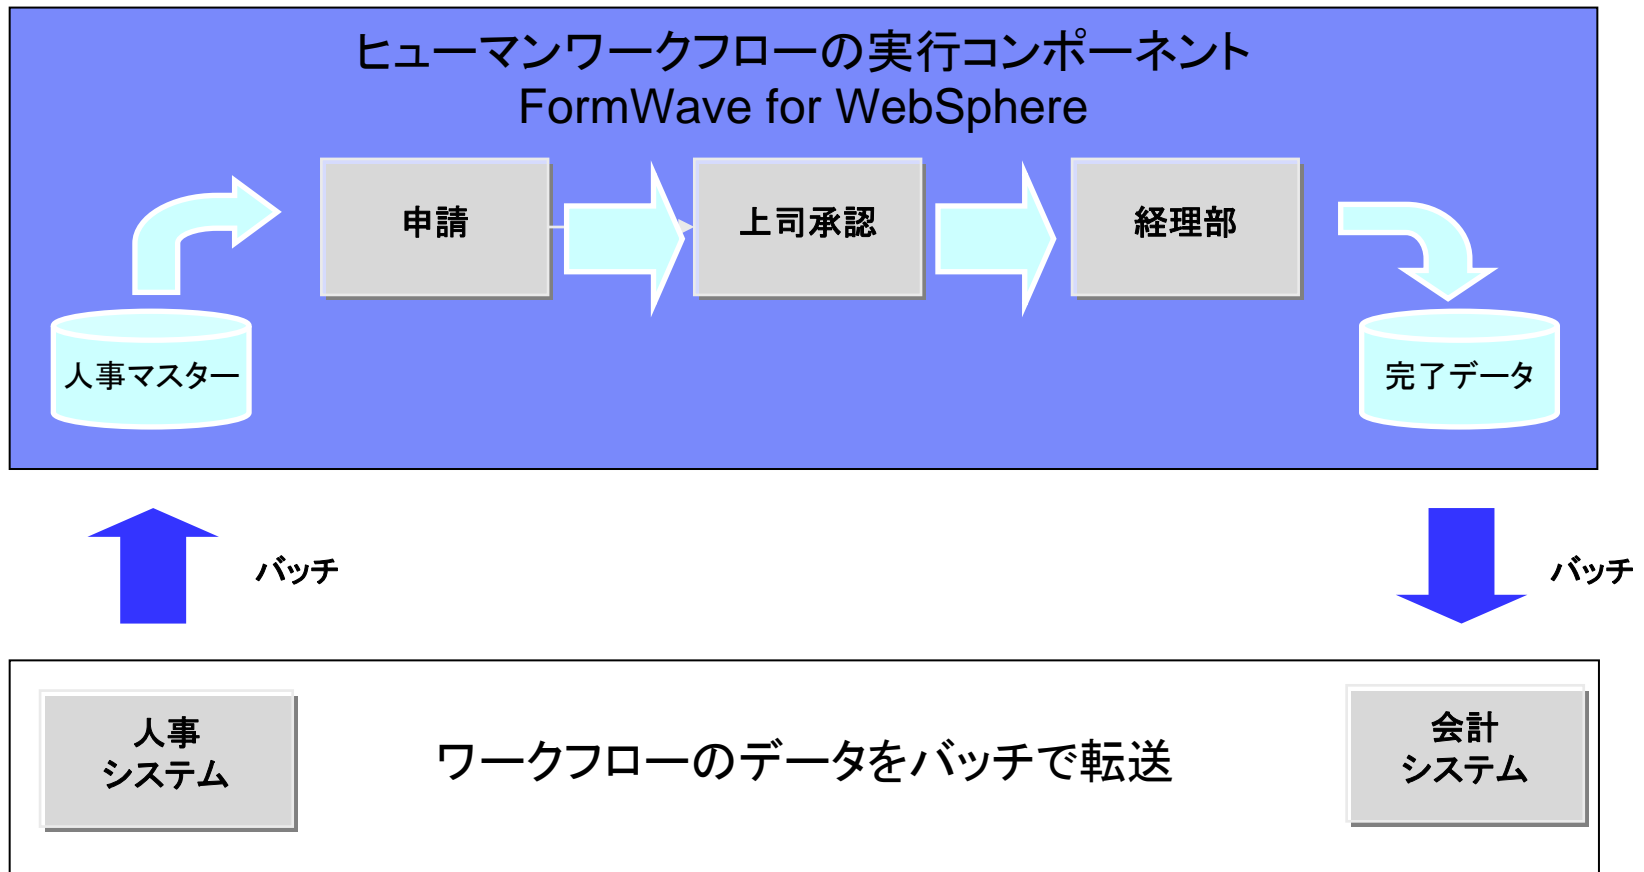 ヒューマンワークフローの実行コンポーネント
FormWave for WebSphere
申請
上司承認
経理部
人事マスター
完了データ
バッチ
バッチ
人事
システム
ワークフローのデータをバッチで転送
会計
システム